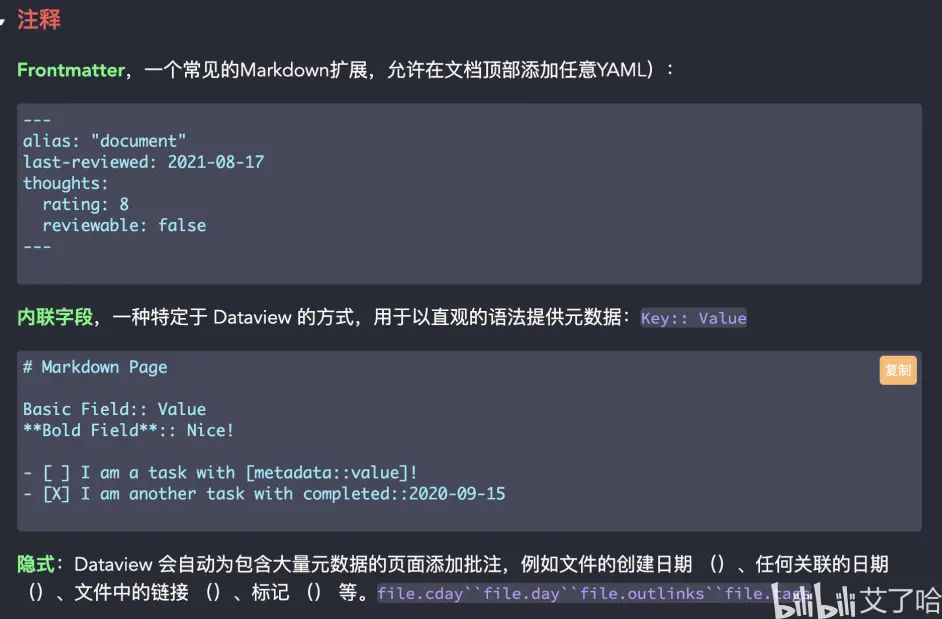 注释
Frontmatter，一个常见的Markdown扩展，允许在文档顶部添加任意YAML）：
---
alias: "document"
last-reviewed: 2021-08-17
thoughts:
  rating: 8
  reviewable: false
---
内联字段，一种特定于 Dataview 的方式，用于以直观的语法提供元数据：Key:: Value
# Markdown Page
复制
Basic Field:: Value
**Bold Field**:: Nice!
- [ ] I am a task with [metadata::value]!
- [X] I am another task with completed::2020-09-15
隐式：Dataview 会自动为包含大量元数据的页面添加批注，例如文件的创建日期 （）、任何关联的日期
（）、文件中的链接 （）、标记 （） 等。file.cday``file.day``file.outlinks``file.tags
bilibili 艾了哈